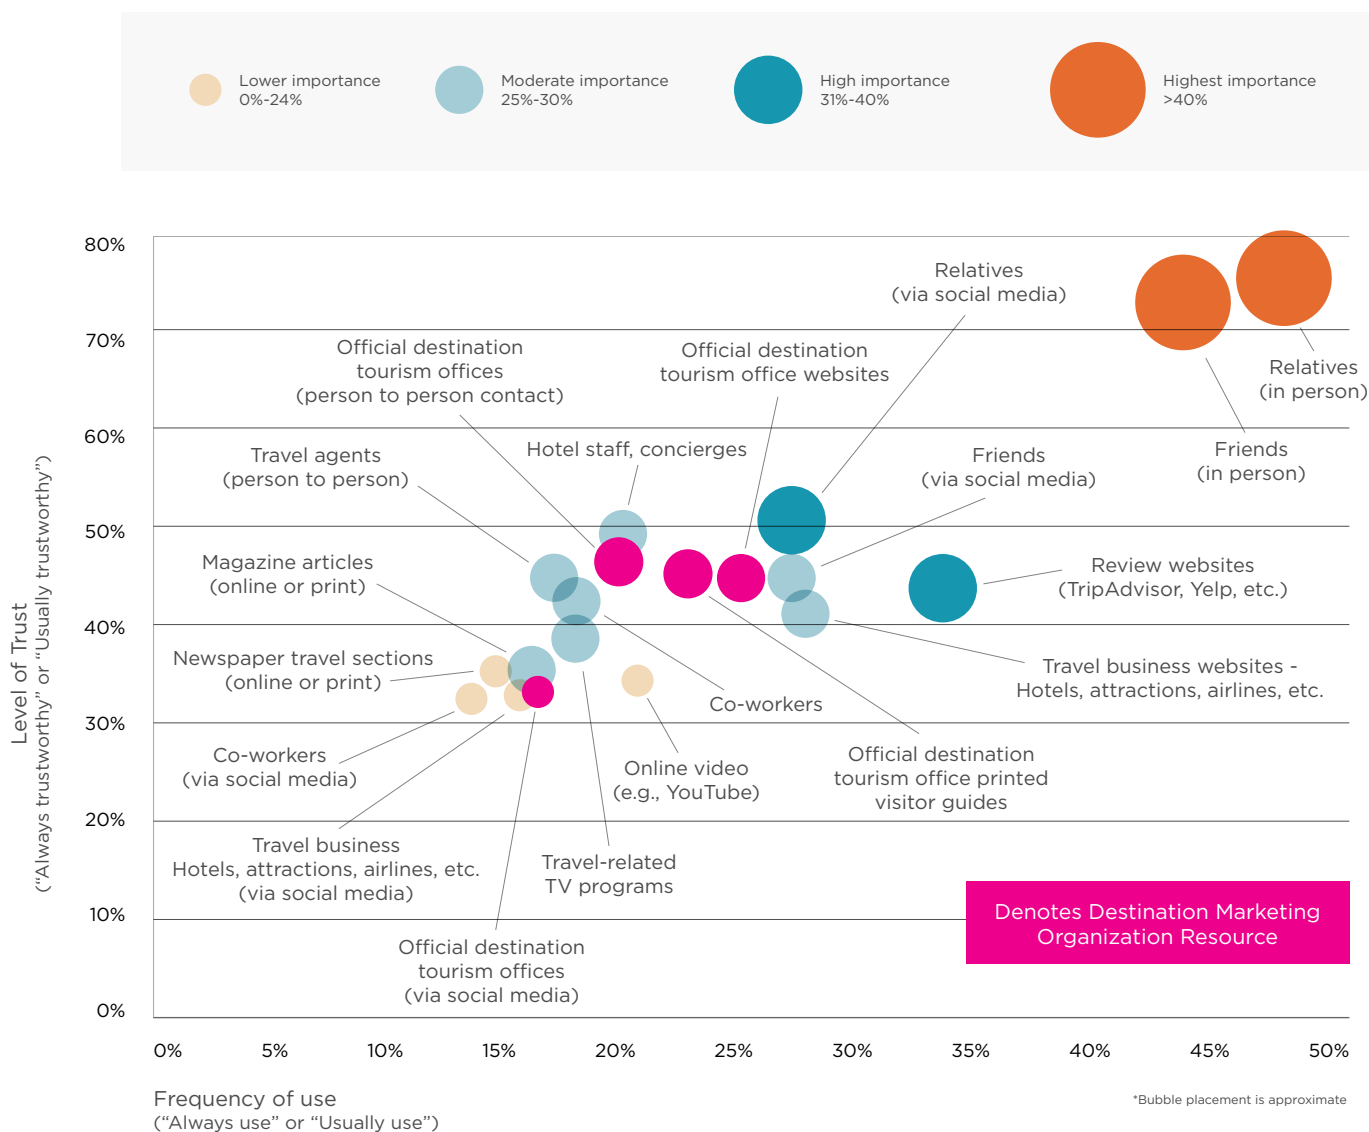 Lower importance
0%-24%
Moderate importance
25%-30%
High importance
31%-40%
Highest importance
>40%
Level of Trust
(“Always trustworthy” or “Usually trustworthy”)
80%
70%
60%
50%
40%
30%
20%
10%
0%
Relatives
(via social media)
Official destination
tourism offices
(person to person contact)
Official destination
tourism office websites
Relatives
(in person)
Travel agents
(person to person)
Hotel staff, concierges
Friends
(via social media)
Friends
(in person)
Magazine articles
(online or print)
Review websites
(TripAdvisor, Yelp, etc.)
Newspaper travel sections
(online or print)
Travel business websites -
Hotels, attractions, airlines, etc.
Co-workers
Co-workers
(via social media)
Online video
(e.g., YouTube)
Official destination
tourism office printed
visitor guides
Travel business
Hotels, attractions, airlines, etc.
(via social media)
Travel-related
TV programs
Official destination
tourism offices
(via social media)
Denotes Destination Marketing
Organization Resource
0% 5% 10% 15% 20% 25% 30% 35% 40% 45% 50%
Frequency of use
(“Always use” or “Usually use”)
*Bubble placement is approximate